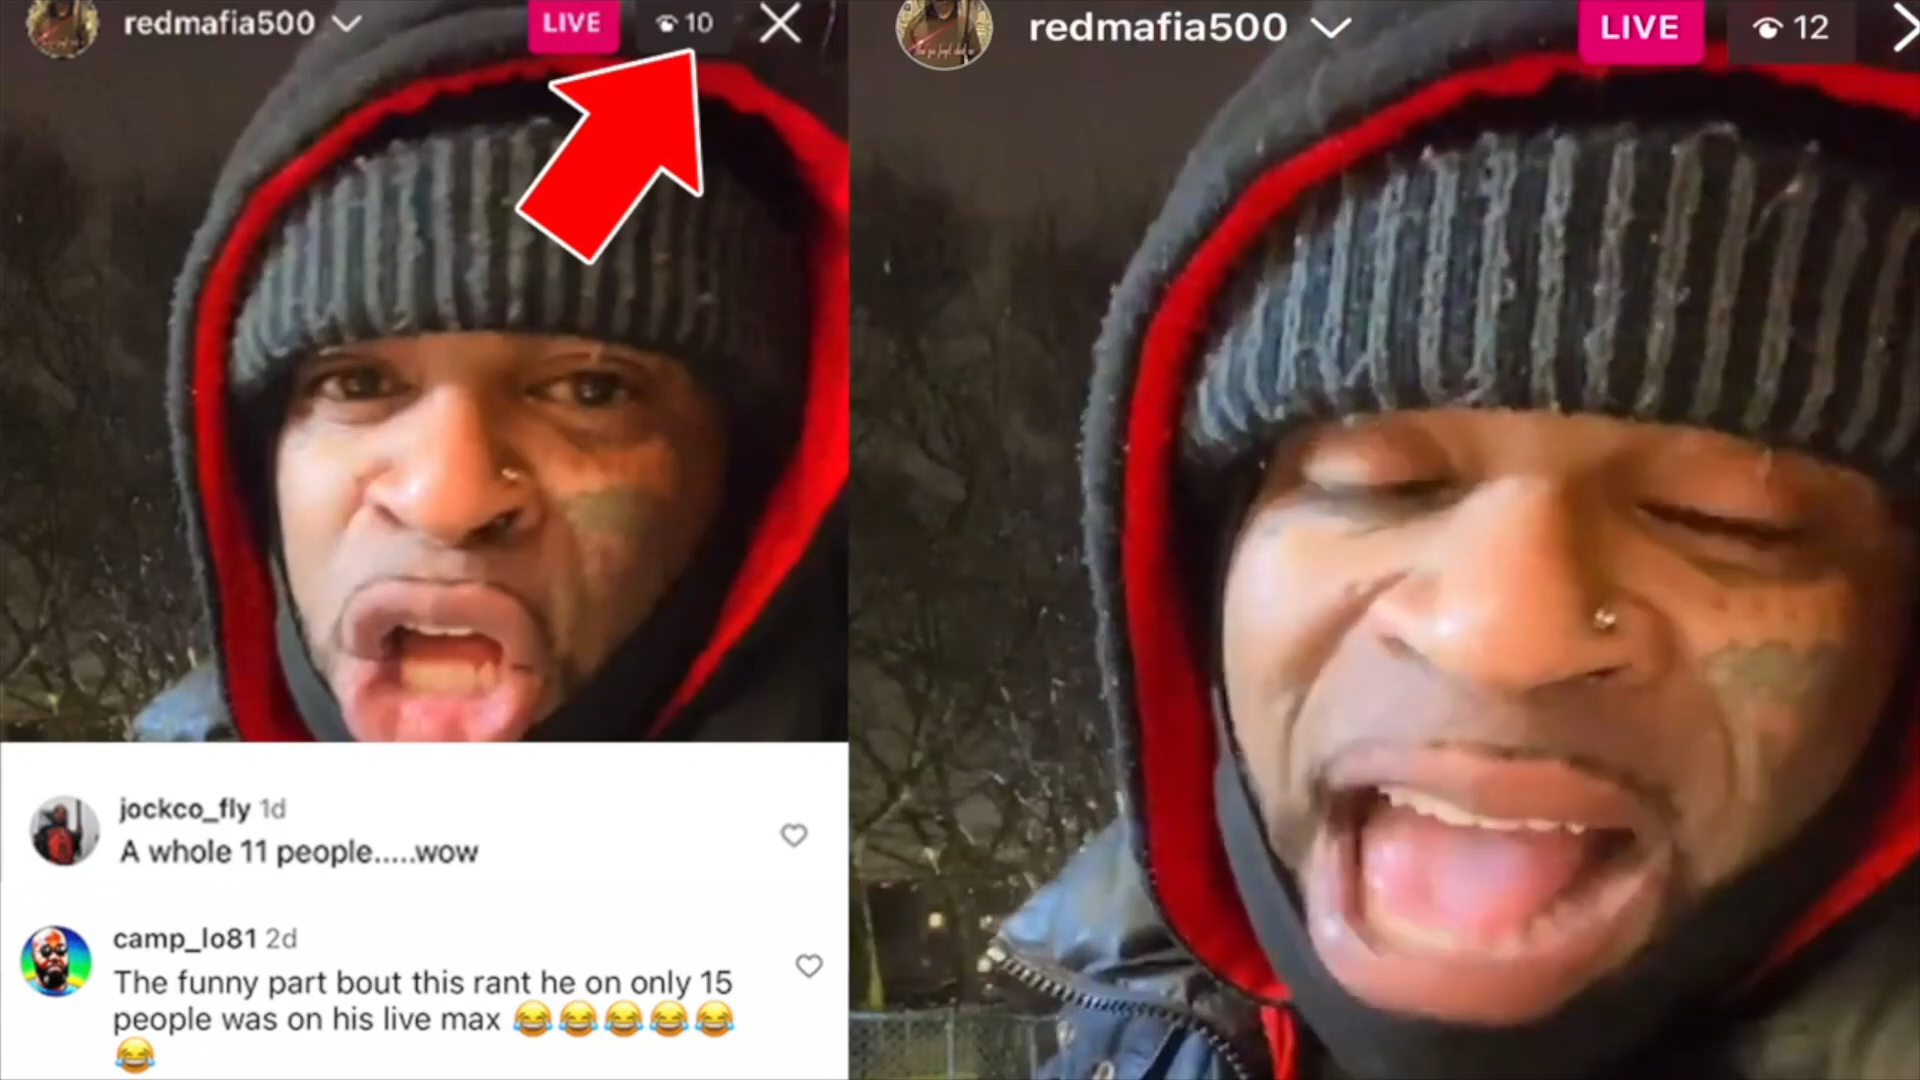 redmafia500
LIVE
10
jockco_fly 1d
A whole 11 people.....wow
camp_lo81 2d
The funny part bout this rant he on only 15
people was on his live max 😂😂😂😂😂
😂
redmafia500
LIVE
12